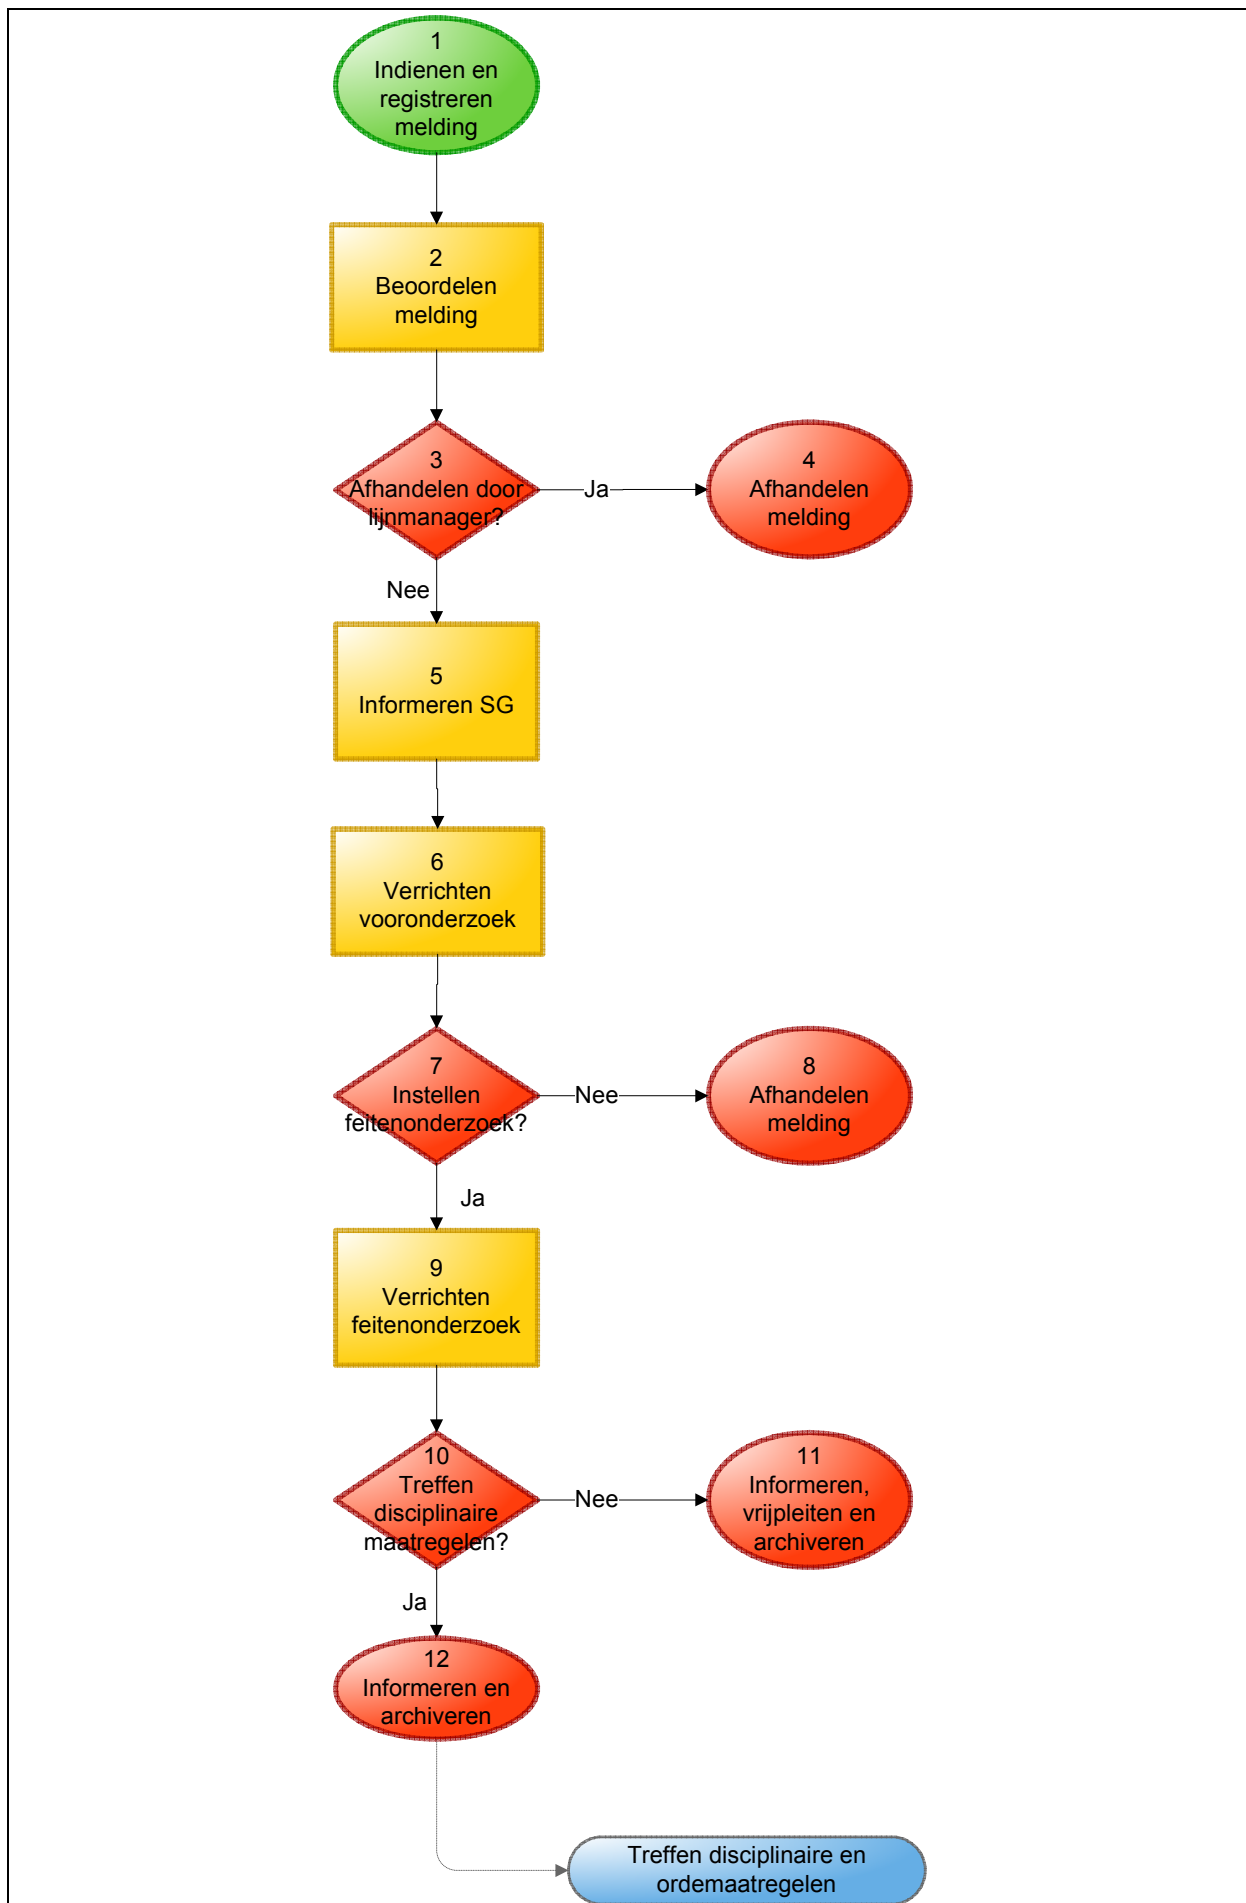 1
Indienen en
registreren
melding
2
Beoordelen
melding
3
Afhandelen door
lijnmanager?
Ja
4
Afhandelen
melding
Nee
5
Informeren SG
6
Verrichten
vooronderzoek
7
Instellen
feitenonderzoek?
Nee
8
Afhandelen
melding
Ja
9
Verrichten
feitenonderzoek
10
Treffen
disciplinaire
maatregelen?
Nee
11
Informeren,
vrijpleiten en
archiveren
Ja
12
Informeren en
archiveren
Treffen disciplinaire en
ordemaatregelen